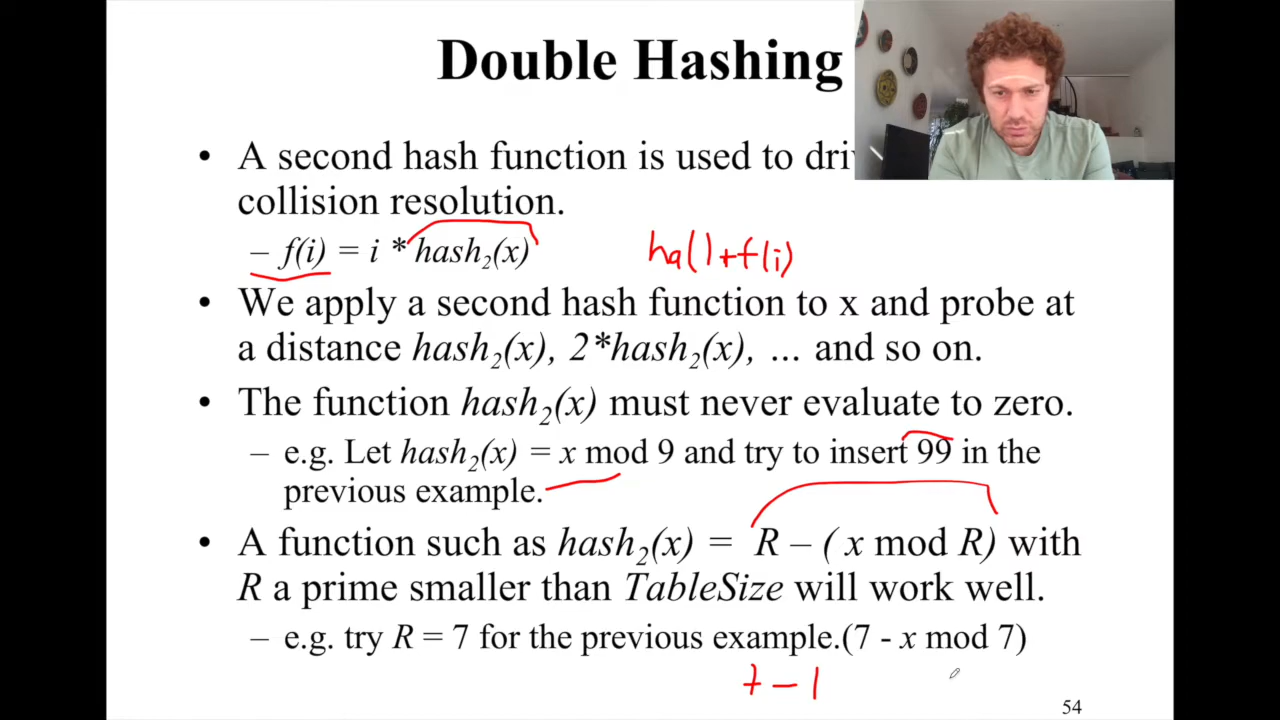 Double Hashing
• A second hash function is used to
collision resolution.
– f(i) = i * hash₂(x)
ha( ) + f(i)
• We apply a second hash function to x and probe at
a distance hash₂(x), 2*hash₂(x), ... and so on.
• The function hash₂(x) must never evaluate to zero.
– e.g. Let hash₂(x) = x mod 9 and try to insert 99 in the
previous example.
• A function such as hash₂(x) = R – ( x mod R) with
R a prime smaller than TableSize will work well.
– e.g. try R = 7 for the previous example.(7 - x mod 7)
7 – 1
54